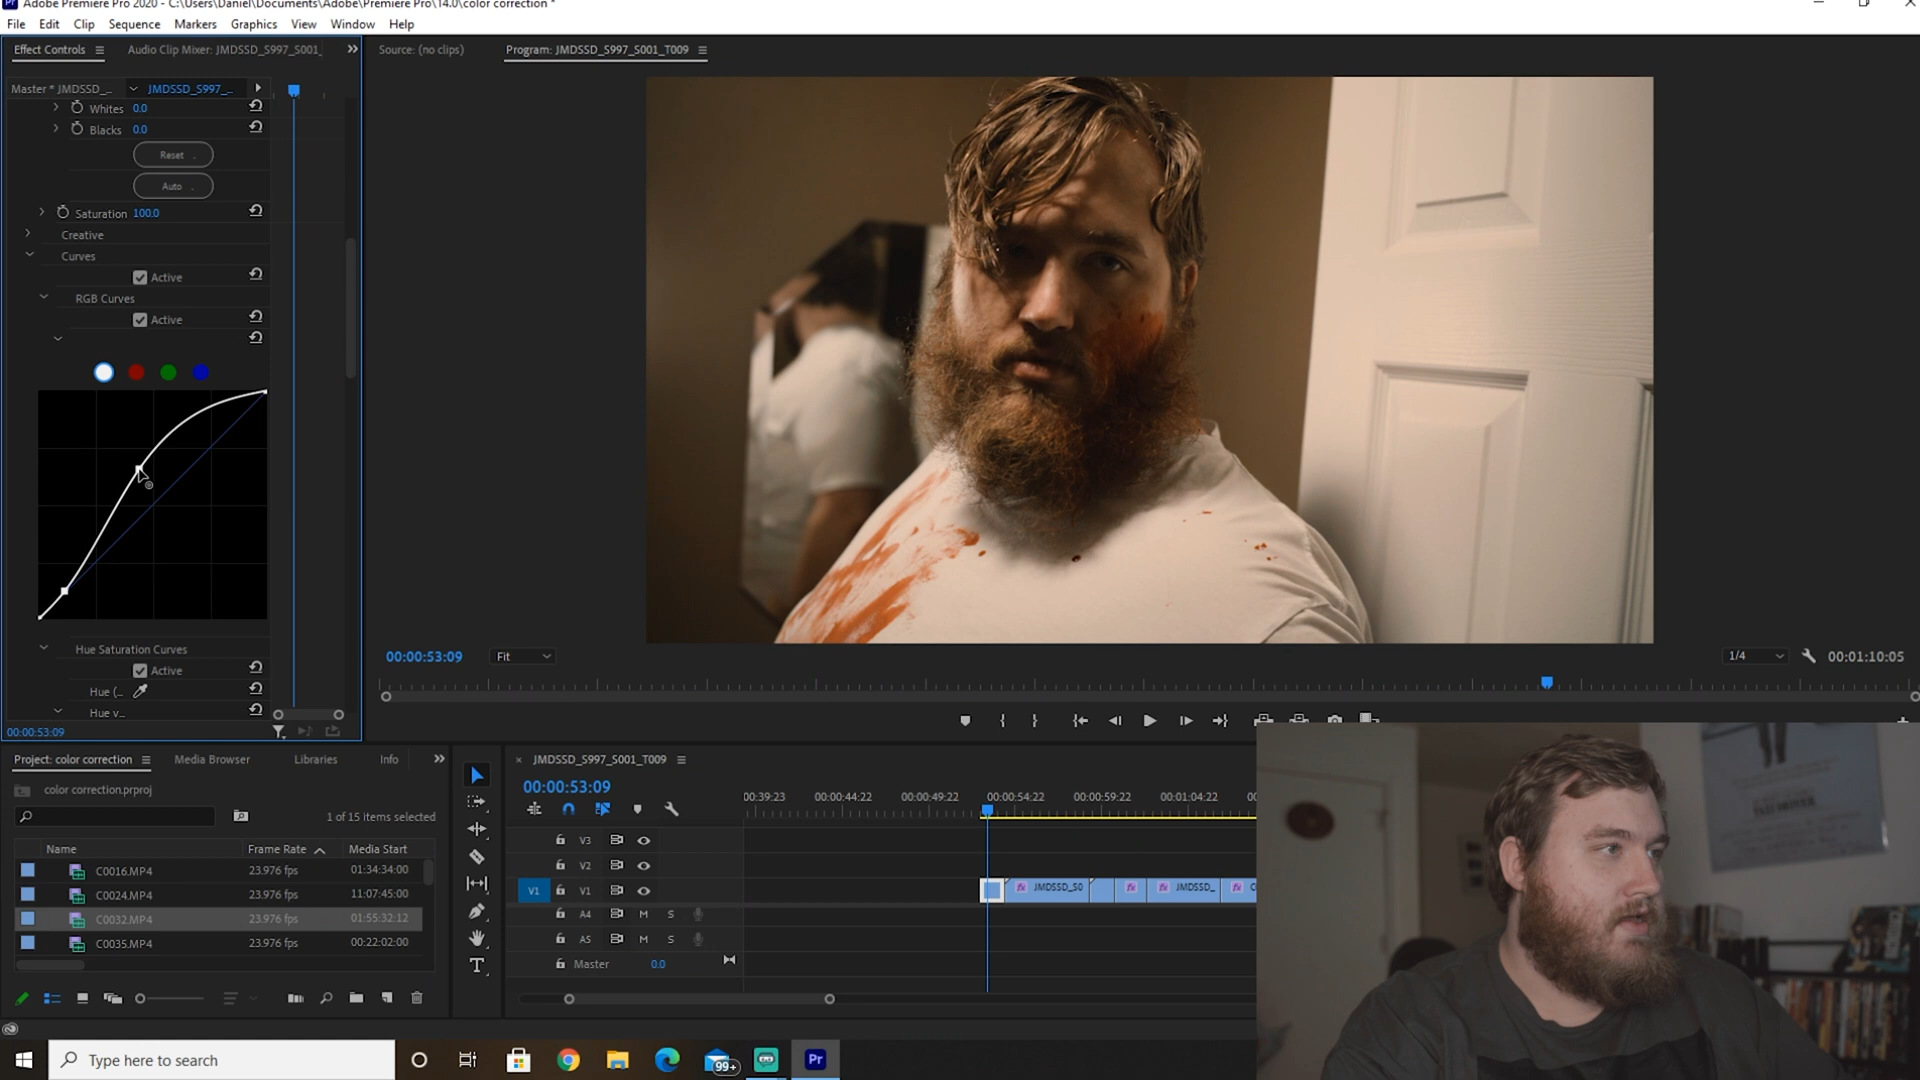 Adobe Premiere Pro 2020 - C:\Users\Daniel\Documents\Adobe\Premiere Pro\14.0\color correction *
File Edit Clip Sequence Markers Graphics View Window Help
Effect Controls
Audio Clip Mixer: JMDSSD_S997_S001_
Source: (no clips)
Program: JMDSSD_S997_S001_T009
Master * JMDSSD_...
JMDSSD_S997_...
Whites 0.0
Blacks 0.0
Reset
Auto
Saturation 100.0
Creative
Curves
Active
RGB Curves
Active
Hue Saturation Curves
Active
Hue (...
Hue v...
00:00:53:09
00:00:53:09
Fit
1/4
00:01:10:05
Project: color correction
Media Browser
Libraries
Info
color correction.prproj
1 of 15 items selected
Name Frame Rate Media Start
C0016.MP4 23.976 fps 01:34:34:00
C0024.MP4 23.976 fps 11:07:45:00
C0032.MP4 23.976 fps 01:55:32:12
C0035.MP4 23.976 fps 00:22:02:00
× JMDSSD_S997_S001_T009
00:00:53:09
00:39:23 00:00:44:22 00:00:49:22 00:00:54:22 00:00:59:22 00:01:04:22
V3
V2
V1 V1
fx JMDSSD_S0 fx fx JMDSSD_ fx C
A4 M S
A5 M S
Master 0.0
Type here to search
99+
Pr